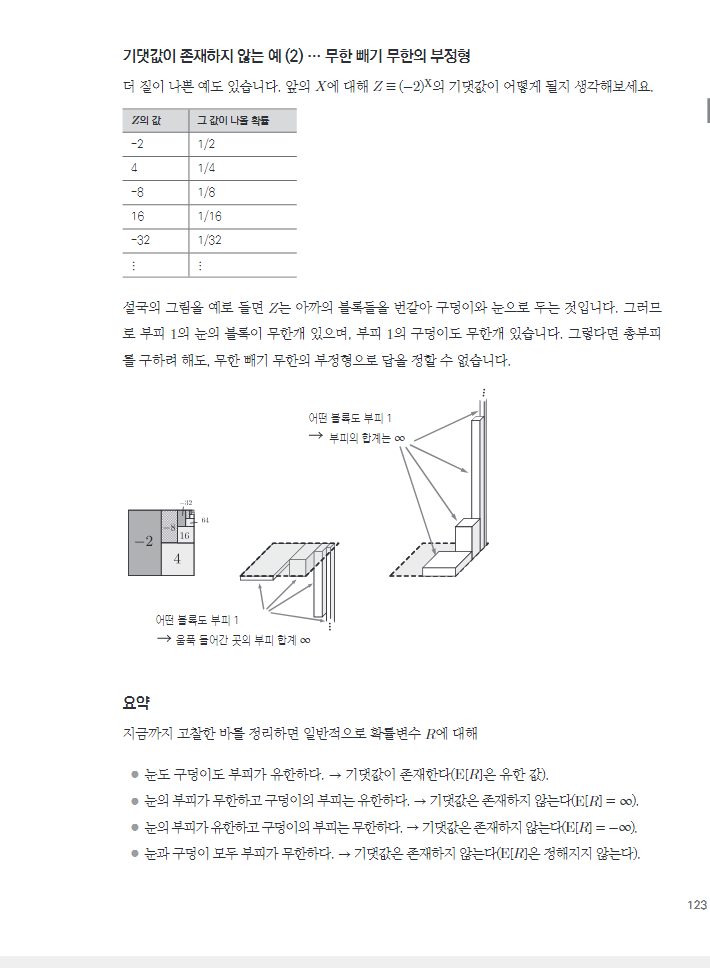 기댓값이 존재하지 않는 예 (2) … 무한 빼기 무한의 부정형
더 질이 나쁜 예도 있습니다. 앞의 X에 대해 Z ≡ (−2)ˣ의 기댓값이 어떻게 될지 생각해보세요.
Z의 값 그 값이 나올 확률
-2 1/2
4 1/4
-8 1/8
16 1/16
-32 1/32
⋮ ⋮
설국의 그림을 예로 들면 Z는 아까의 블록들을 번갈아 구덩이와 눈으로 두는 것입니다. 그러므
로 부피 1의 눈의 블록이 무한개 있으며, 부피 1의 구덩이도 무한개 있습니다. 그렇다면 총부피
를 구하려 해도, 무한 빼기 무한의 부정형으로 답을 정할 수 없습니다.
어떤 블록도 부피 1
→ 부피의 합계는 ∞
-32
64
-8
16
-2
4
어떤 블록도 부피 1
→ 움푹 들어간 곳의 부피 합계 ∞
요약
지금까지 고찰한 바를 정리하면 일반적으로 확률변수 R에 대해
● 눈도 구덩이도 부피가 유한하다. → 기댓값이 존재한다(E[R]은 유한 값).
● 눈의 부피가 무한하고 구덩이의 부피는 유한하다. → 기댓값은 존재하지 않는다(E[R] = ∞).
● 눈의 부피가 유한하고 구덩이의 부피는 무한하다. → 기댓값은 존재하지 않는다(E[R] = −∞).
● 눈과 구덩이 모두 부피가 무한하다. → 기댓값은 존재하지 않는다(E[R]은 정해지지 않는다).
123